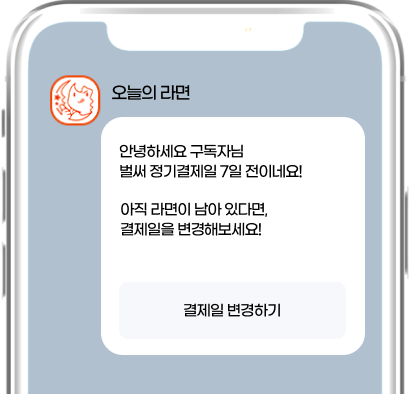 오늘의 라면
안녕하세요 구독자님
벌써 정기결제일 7일 전이네요!
아직 라면이 남아 있다면,
결제일을 변경해보세요!
결제일 변경하기